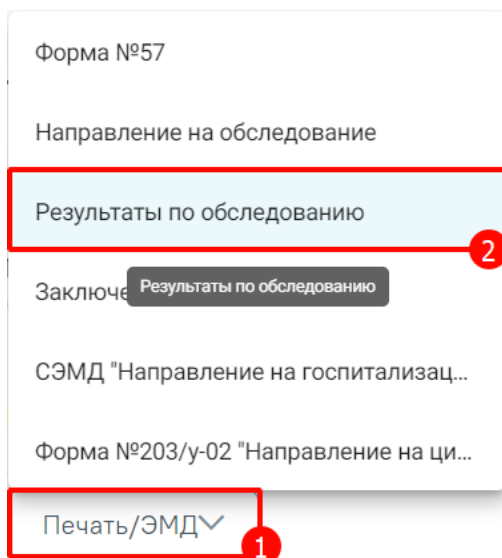 Форма №57
Направление на обследование
Результаты по обследованию
2
Заключе
Результаты по обследованию
СЭМД "Направление на госпитализац...
Форма №203/у-02 "Направление на ци...
Печать/ЭМД
1